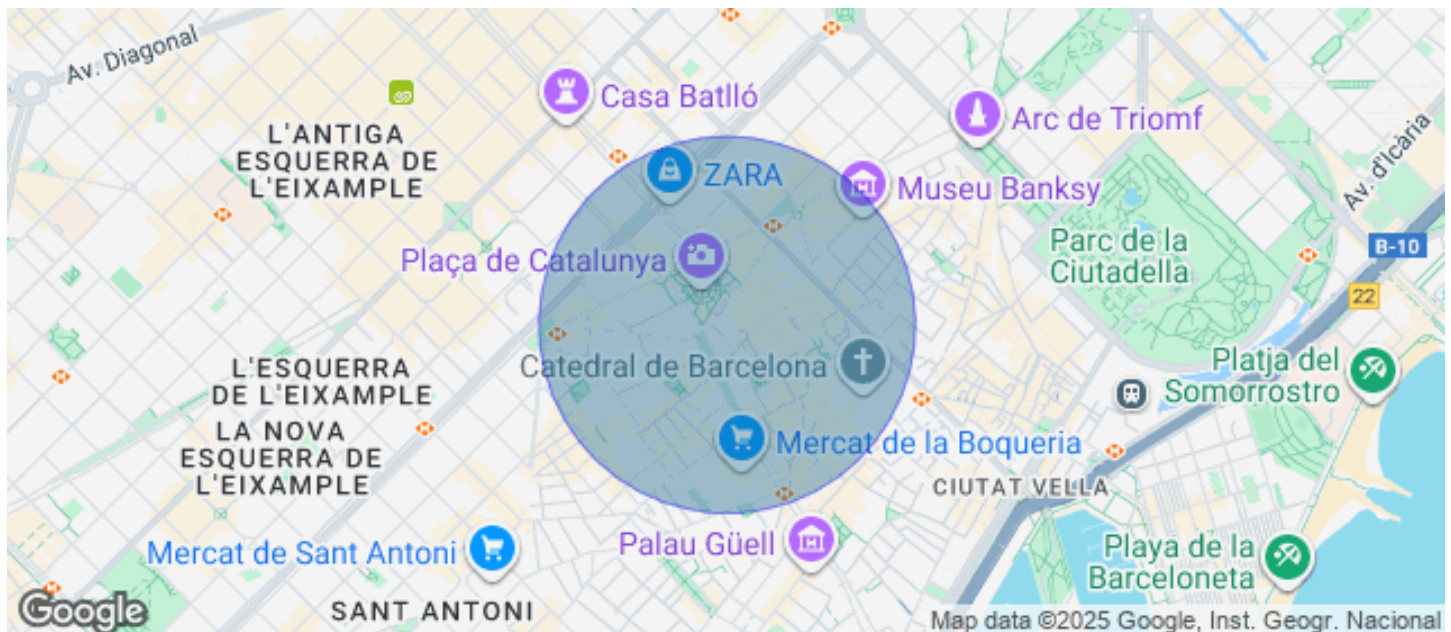 Av. Diagonal
Casa Batlló
Arc de Triomf
L'ANTIGA
ESQUERRA DE
L'EIXAMPLE
ZARA
Museu Banksy
Av. d'Icària
Parc de la
Ciutadella
B-10
Plaça de Catalunya
22
L'ESQUERRA
DE L'EIXAMPLE
Catedral de Barcelona
Platja del
Somorrostro
LA NOVA
ESQUERRA DE
L'EIXAMPLE
Mercat de la Boqueria
CIUTAT VELLA
Mercat de Sant Antoni
Palau Güell
Playa de la
Barceloneta
SANT ANTONI
Google
Map data ©2025 Google, Inst. Geogr. Nacional